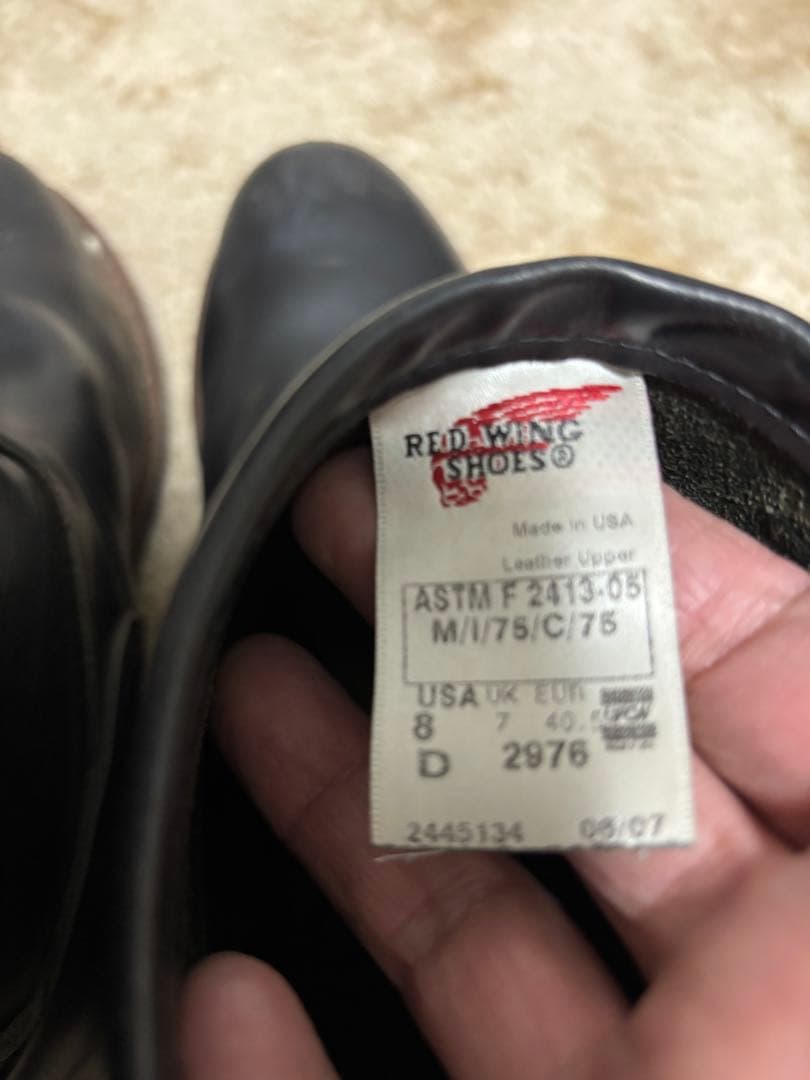 RED WING
SHOES®
Made in USA
Leather Upper
ASTM F 2413-05
M/I/75/C/75
USA UK EUR
8 7 40.5
D 2976
2445134 06/07